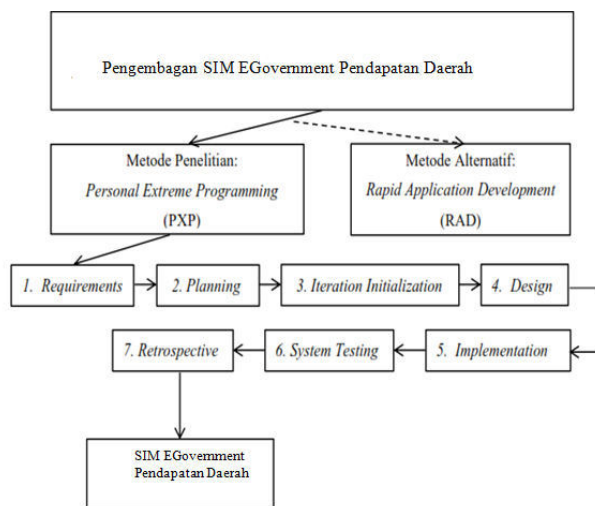 Pengembagan SIM EGovernment Pendapatan Daerah
Metode Penelitian:
Personal Extreme Programming
(PXP)
Metode Alternatif:
Rapid Application Development
(RAD)
1. Requirements
2. Planning
3. Iteration Initialization
4. Design
5. Implementation
6. System Testing
7. Retrospective
SIM EGovernment
Pendapatan Daerah